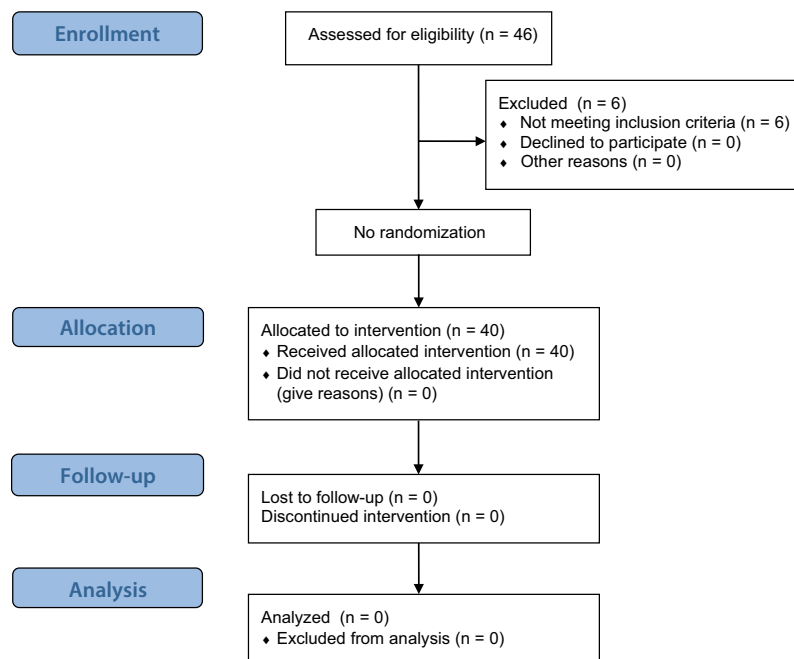 Enrollment
Assessed for eligibility (n = 46)
Excluded (n = 6)
♦ Not meeting inclusion criteria (n = 6)
♦ Declined to participate (n = 0)
♦ Other reasons (n = 0)
No randomization
Allocation
Allocated to intervention (n = 40)
♦ Received allocated intervention (n = 40)
♦ Did not receive allocated intervention
(give reasons) (n = 0)
Follow-up
Lost to follow-up (n = 0)
Discontinued intervention (n = 0)
Analysis
Analyzed (n = 0)
♦ Excluded from analysis (n = 0)